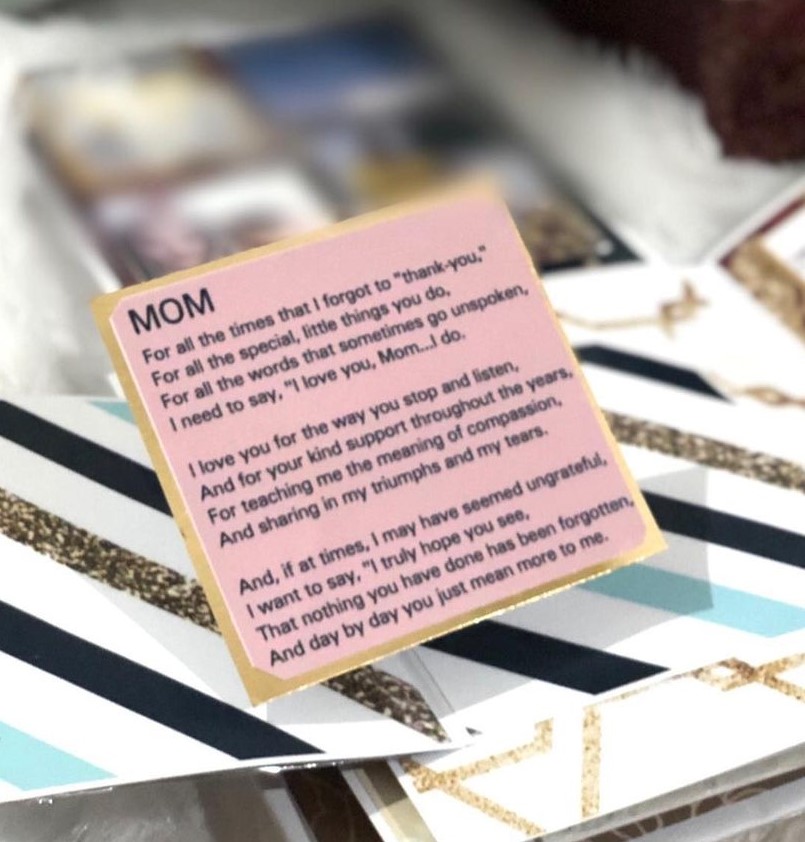 MOM
For all the times that I forgot to "thank-you,"
For all the special, little things you do,
For all the words that sometimes go unspoken,
I need to say, "I love you, Mom...I do.
I love you for the way you stop and listen,
And for your kind support throughout the years,
For teaching me the meaning of compassion,
And sharing in my triumphs and my tears.
And, if at times, I may have seemed ungrateful,
I want to say, "I truly hope you see,
That nothing you have done has been forgotten,
And day by day you just mean more to me.